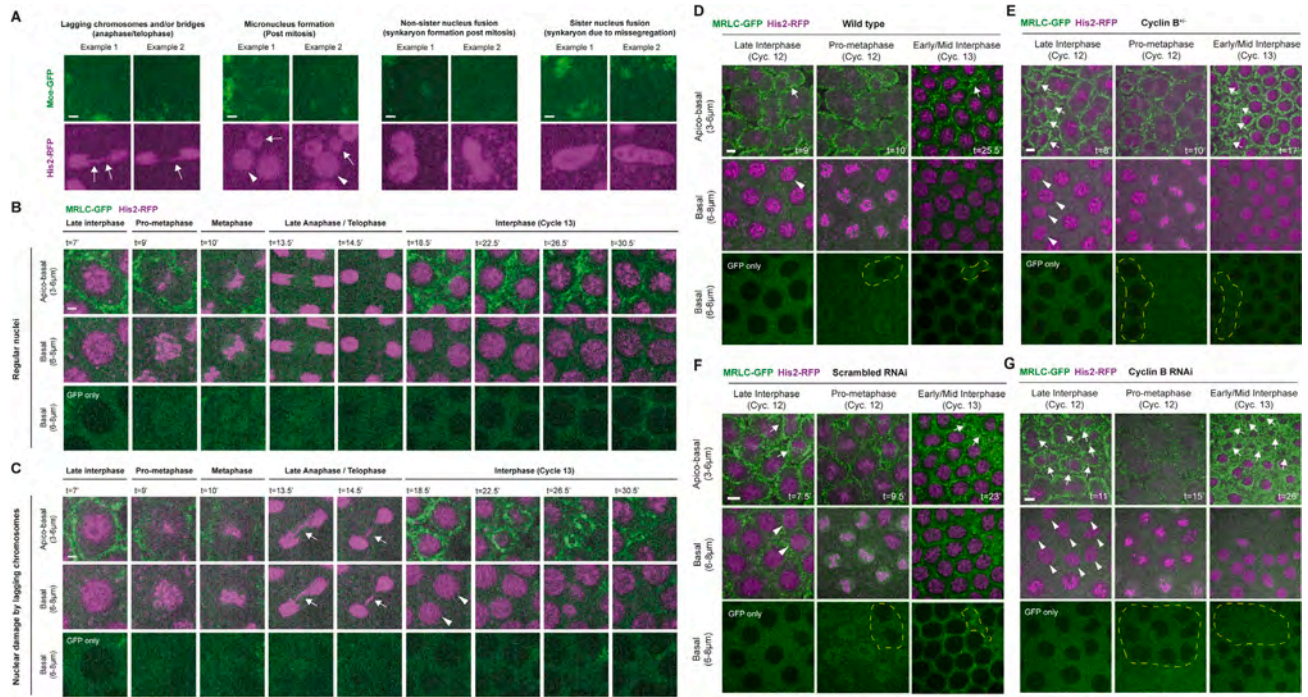 A
Lagging chromosomes and/or bridges
(anaphase/telophase)
Micronucleus formation
(Post mitosis)
Non-sister nucleus fusion
(synkaryon formation post mitosis)
Sister nucleus fusion
(synkaryon due to missegregation)
Example 1 Example 2 Example 1 Example 2 Example 1 Example 2 Example 1 Example 2
Moe-GFP
His2-RFP
B
MRLC-GFP His2-RFP
Late interphase Pro-metaphase Metaphase Late Anaphase / Telophase Interphase (Cycle 13)
t=7' t=9' t=10' t=13.5' t=14.5' t=18.5' t=22.5' t=26.5' t=30.5'
Regular nuclei
Apico-basal
(3-6µm)
Basal
(6-8µm)
Basal
(6-8µm)
GFP only
C
Late interphase Pro-metaphase Metaphase Late Anaphase / Telophase Interphase (Cycle 13)
t=7' t=9' t=10' t=13.5' t=14.5' t=18.5' t=22.5' t=26.5' t=30.5'
Nuclear damage by lagging chromosomes
Apico-basal
(3-6µm)
Basal
(6-8µm)
Basal
(6-8µm)
GFP only
D
MRLC-GFP His2-RFP Wild type
Late Interphase
(Cyc. 12)
Pro-metaphase
(Cyc. 12)
Early/Mid Interphase
(Cyc. 13)
Apico-basal
(3-6µm)
t=9' t=10' t=25.5'
Basal
(6-8µm)
Basal
(6-8µm)
GFP only
E
MRLC-GFP His2-RFP Cyclin B+/-
Late Interphase
(Cyc. 12)
Pro-metaphase
(Cyc. 12)
Early/Mid Interphase
(Cyc. 13)
t=10' t=17'
GFP only
F
MRLC-GFP His2-RFP Scrambled RNAi
Late Interphase
(Cyc. 12)
Pro-metaphase
(Cyc. 12)
Early/Mid Interphase
(Cyc. 13)
Apico-basal
(3-6µm)
t=7.5' t=9.5' t=23'
Basal
(6-8µm)
Basal
(6-8µm)
GFP only
G
MRLC-GFP His2-RFP Cyclin B RNAi
Late Interphase
(Cyc. 12)
Pro-metaphase
(Cyc. 12)
Early/Mid Interphase
(Cyc. 13)
t=11' t=15' t=26'
GFP only